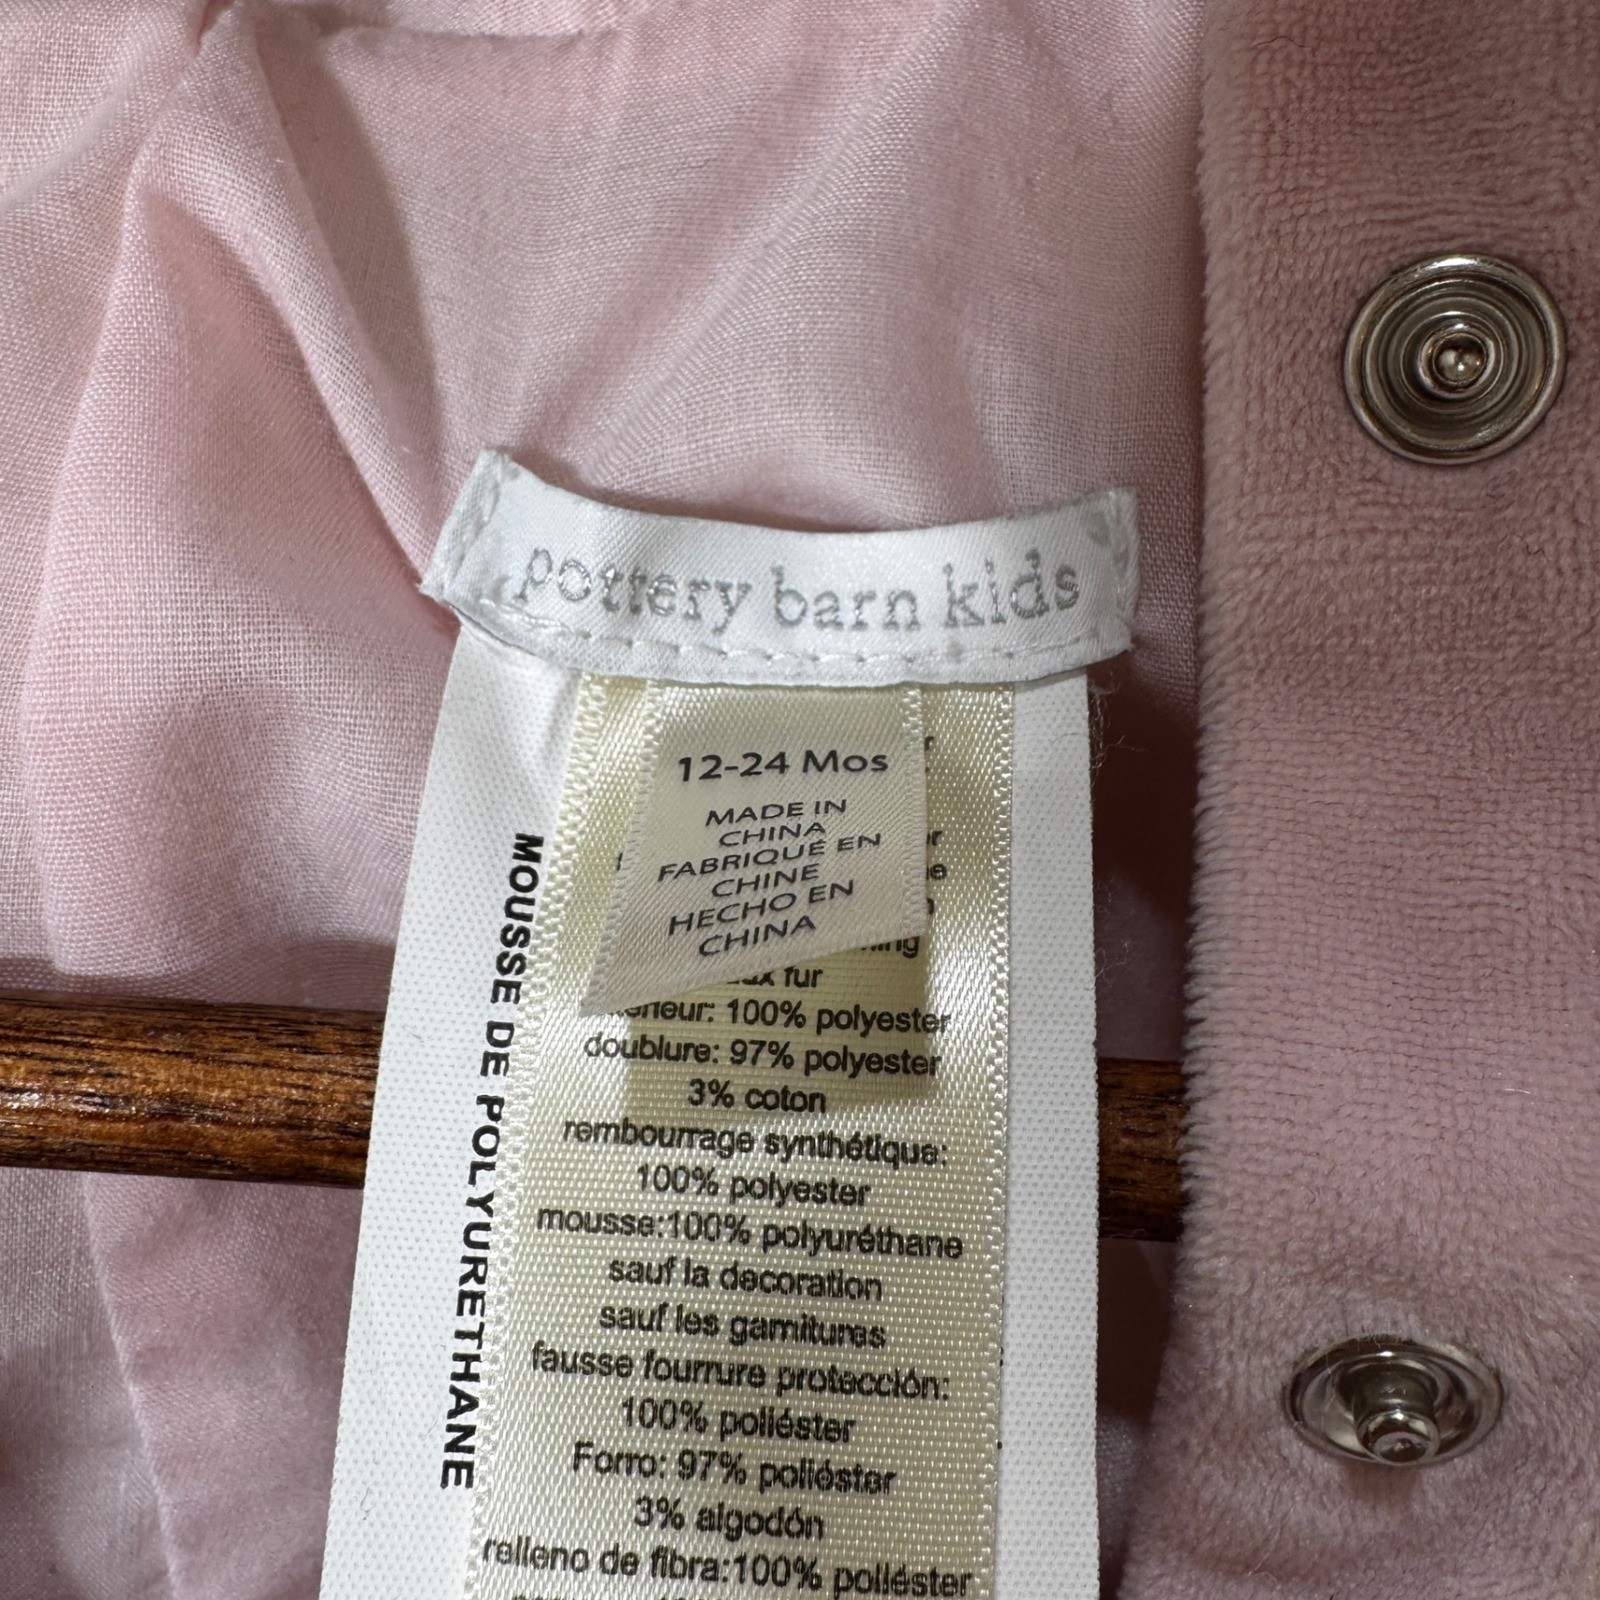 pottery barn kids
12-24 Mos
MADE IN
CHINA
FABRIQUÉ EN
CHINE
HECHO EN
CHINA
fur
100% polyester
doublure: 97% polyester
3% coton
rembourrage synthétique:
100% polyester
mousse:100% polyuréthane
sauf la decoration
sauf les garnitures
fausse fourrure protección:
100% poliéster
Forro: 97% poliéster
3% algodón
relleno de fibra:100% poliéster
MOUSSE DE POLYURETHANE